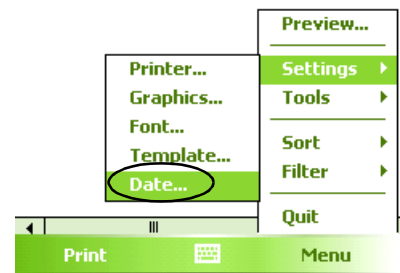 Preview...
Printer...
Settings
Graphics...
Tools
Font...
Sort
Template...
Filter
Date...
Quit
Print
Menu